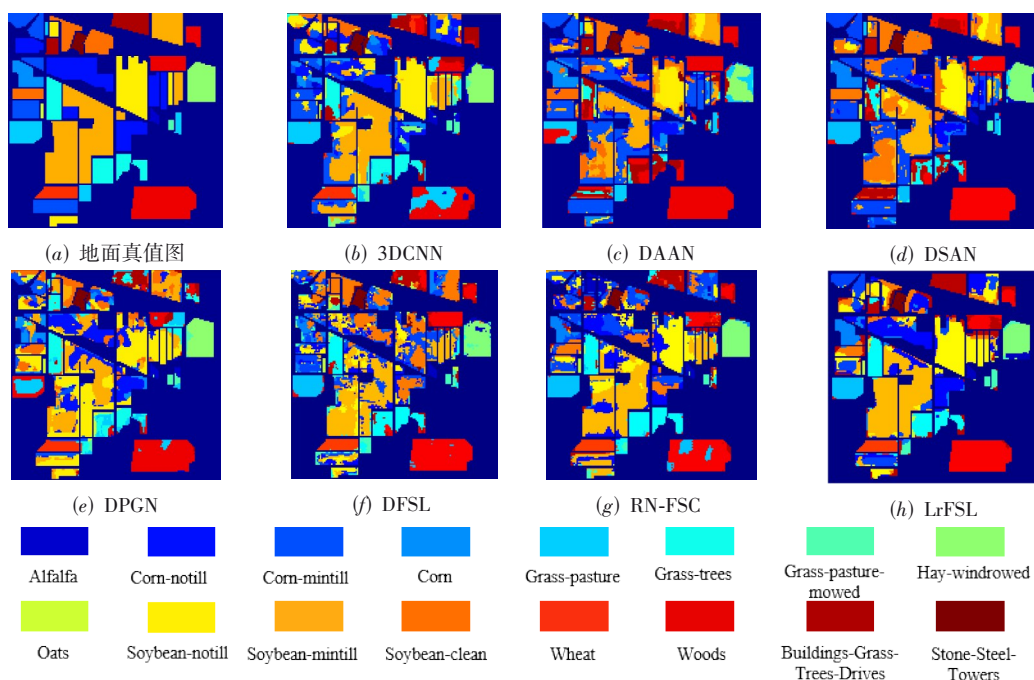 (a) 地面真值图
(b) 3DCNN
(c) DAAN
(d) DSAN
(e) DPGN
(f) DFSL
(g) RN-FSC
(h) LrFSL
Alfalfa
Corn-notill
Corn-mintill
Corn
Grass-pasture
Grass-trees
Grass-pasture-
mowed
Hay-windrowed
Oats
Soybean-notill
Soybean-mintill
Soybean-clean
Wheat
Woods
Buildings-Grass-
Trees-Drives
Stone-Steel-
Towers